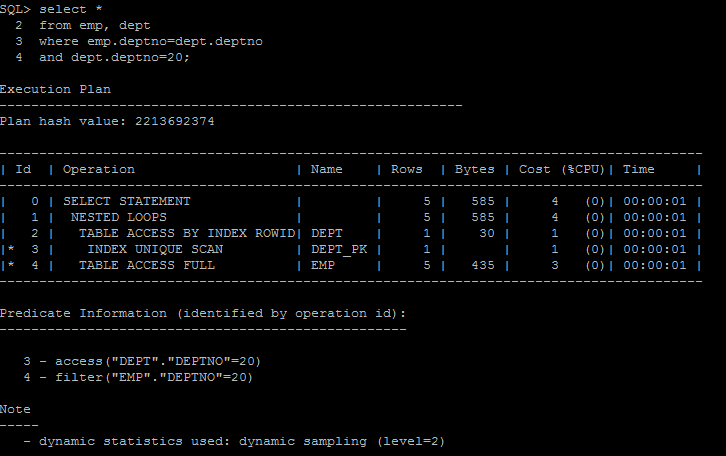 SQL> select *
  2  from emp, dept
  3  where emp.deptno=dept.deptno
  4  and dept.deptno=20;
Execution Plan
----------------------------------------------------------
Plan hash value: 2213692374
----------------------------------------------------------------------------------------
| Id  | Operation                    | Name    | Rows  | Bytes | Cost (%CPU)| Time     |
----------------------------------------------------------------------------------------
|   0 | SELECT STATEMENT             |         |     5 |   585 |     4   (0)| 00:00:01 |
|   1 |  NESTED LOOPS                |         |     5 |   585 |     4   (0)| 00:00:01 |
|   2 |   TABLE ACCESS BY INDEX ROWID| DEPT    |     1 |    30 |     1   (0)| 00:00:01 |
|*  3 |    INDEX UNIQUE SCAN         | DEPT_PK |     1 |       |     1   (0)| 00:00:01 |
|*  4 |   TABLE ACCESS FULL          | EMP     |     5 |   435 |     3   (0)| 00:00:01 |
----------------------------------------------------------------------------------------
Predicate Information (identified by operation id):
---------------------------------------------------
   3 - access("DEPT"."DEPTNO"=20)
   4 - filter("EMP"."DEPTNO"=20)
Note
-----
   - dynamic statistics used: dynamic sampling (level=2)